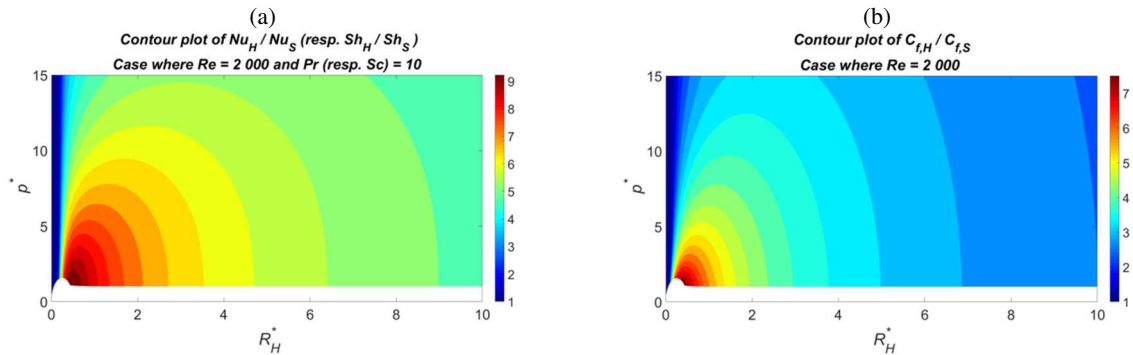 (a)
Contour plot of Nu_H / Nu_S (resp. Sh_H / Sh_S )
Case where Re = 2 000 and Pr (resp. Sc) = 10
15
10
5
0
p*
0 2 4 6 8 10
R_H^*
9
8
7
6
5
4
3
2
1
(b)
Contour plot of C_f,H / C_f,S
Case where Re = 2 000
15
10
5
0
p*
0 2 4 6 8 10
R_H^*
7
6
5
4
3
2
1